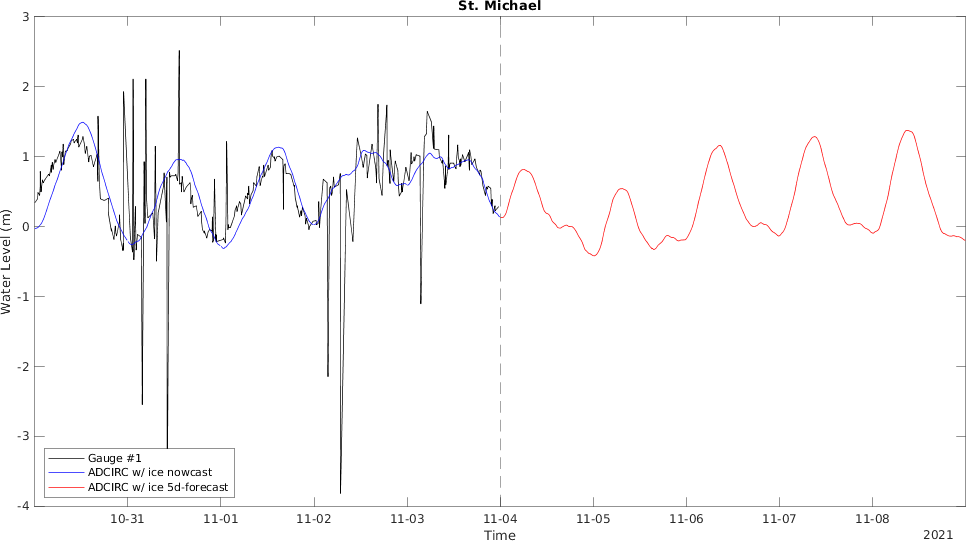 St. Michael
3
2
1
0
-1
-2
-3
-4
Water Level (m)
Gauge #1
ADCIRC w/ ice nowcast
ADCIRC w/ ice 5d-forecast
10-31 11-01 11-02 11-03 11-04 11-05 11-06 11-07 11-08
Time
2021